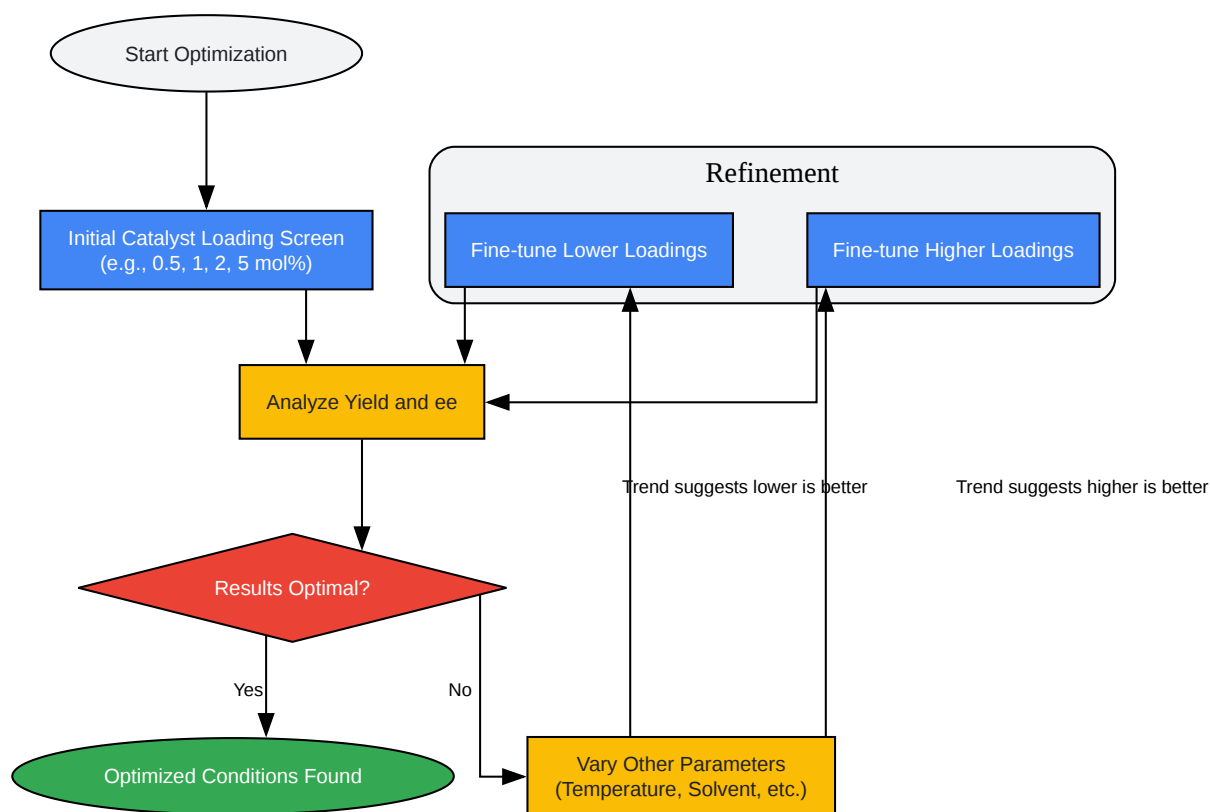 Start Optimization
Refinement
Initial Catalyst Loading Screen
(e.g., 0.5, 1, 2, 5 mol%)
Fine-tune Lower Loadings
Fine-tune Higher Loadings
Analyze Yield and ee
Trend suggests lower is better
Trend suggests higher is better
Results Optimal?
Yes
No
Optimized Conditions Found
Vary Other Parameters
(Temperature, Solvent, etc.)